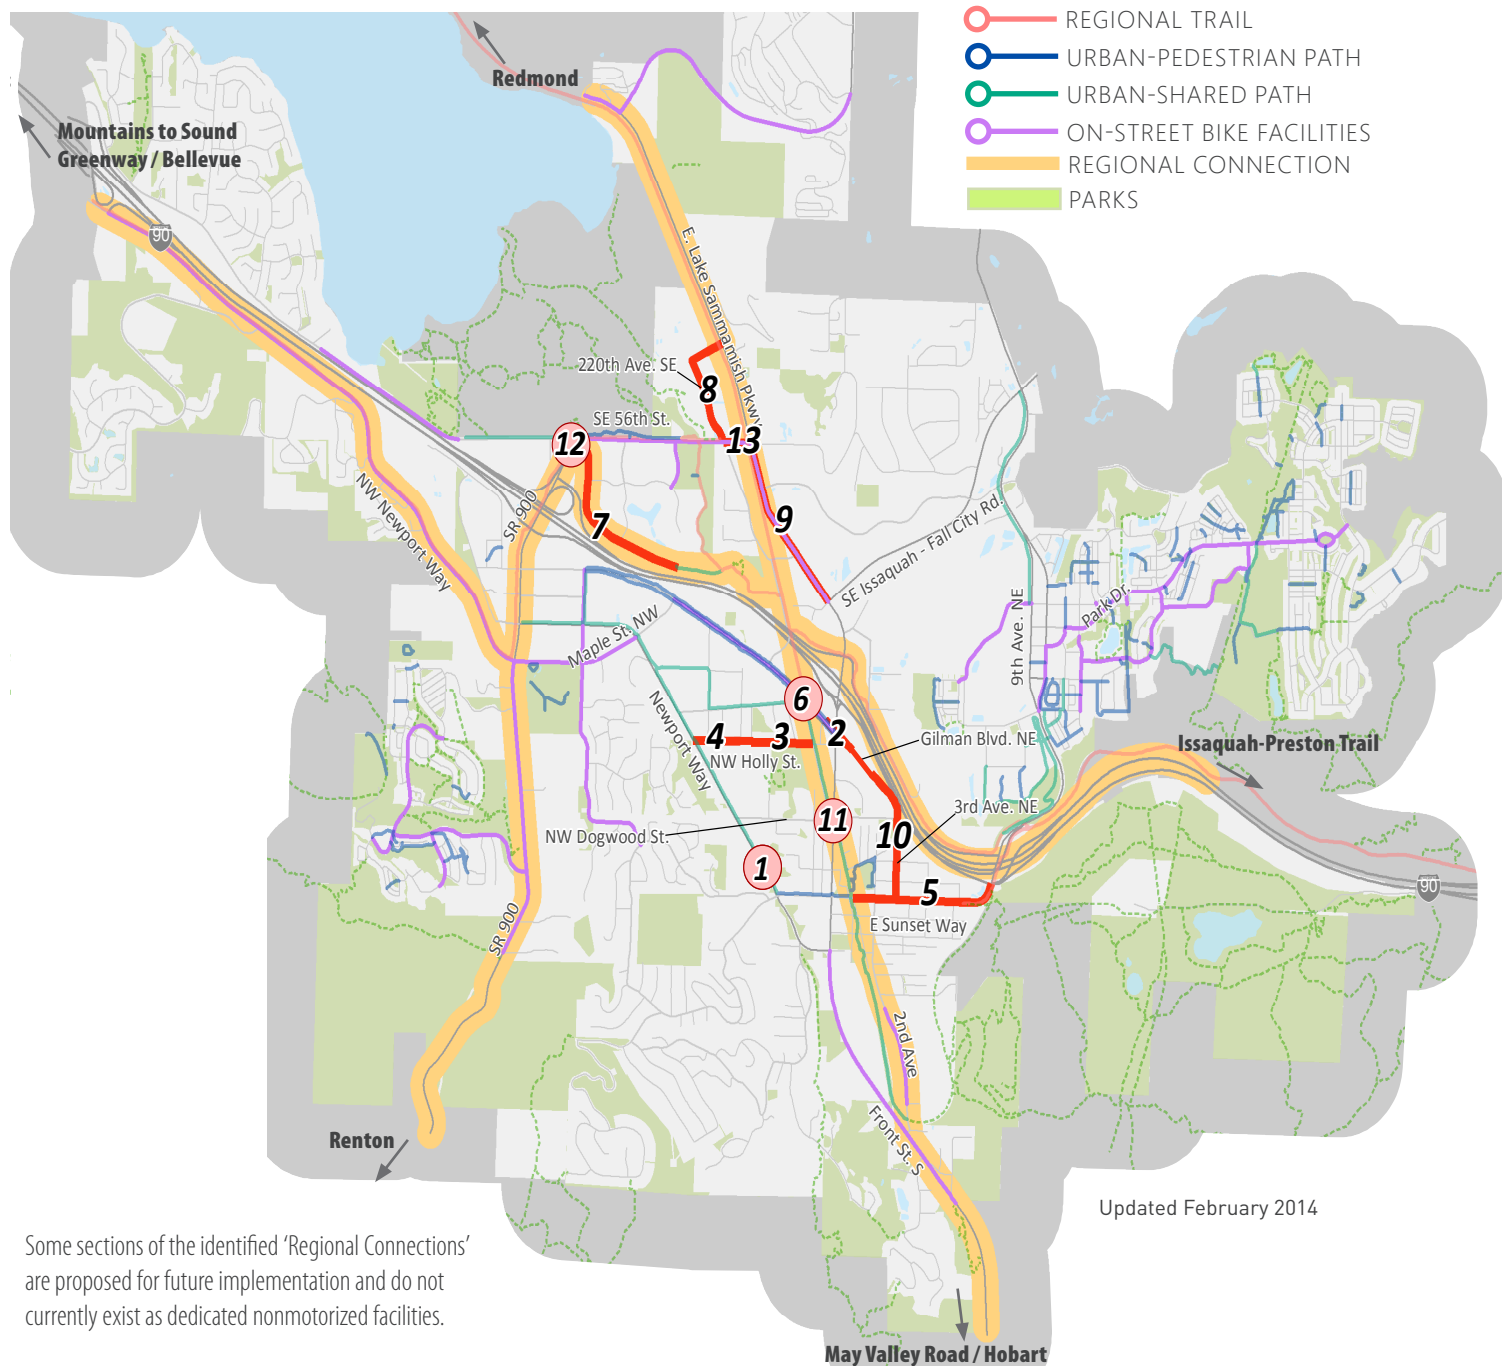 REGIONAL TRAIL
URBAN-PEDESTRIAN PATH
URBAN-SHARED PATH
ON-STREET BIKE FACILITIES
REGIONAL CONNECTION
PARKS
Redmond
Mountains to Sound
Greenway / Bellevue
90
E. Lake Sammamish Pkwy
220th Ave. SE
8
SE 56th St.
12
13
SR 900
7
9
NW Newport Way
SE Issaquah - Fall City Rd.
9th Ave. NE
Park Dr.
Maple St. NW
6
Newport Way
4
3
2
NW Holly St.
Gilman Blvd. NE
Issaquah-Preston Trail
3rd Ave. NE
NW Dogwood St.
11
10
1
5
90
E Sunset Way
SR 900
2nd Ave
Front St. S
Renton
Updated February 2014
Some sections of the identified ‘Regional Connections’
are proposed for future implementation and do not
currently exist as dedicated nonmotorized facilities.
May Valley Road / Hobart